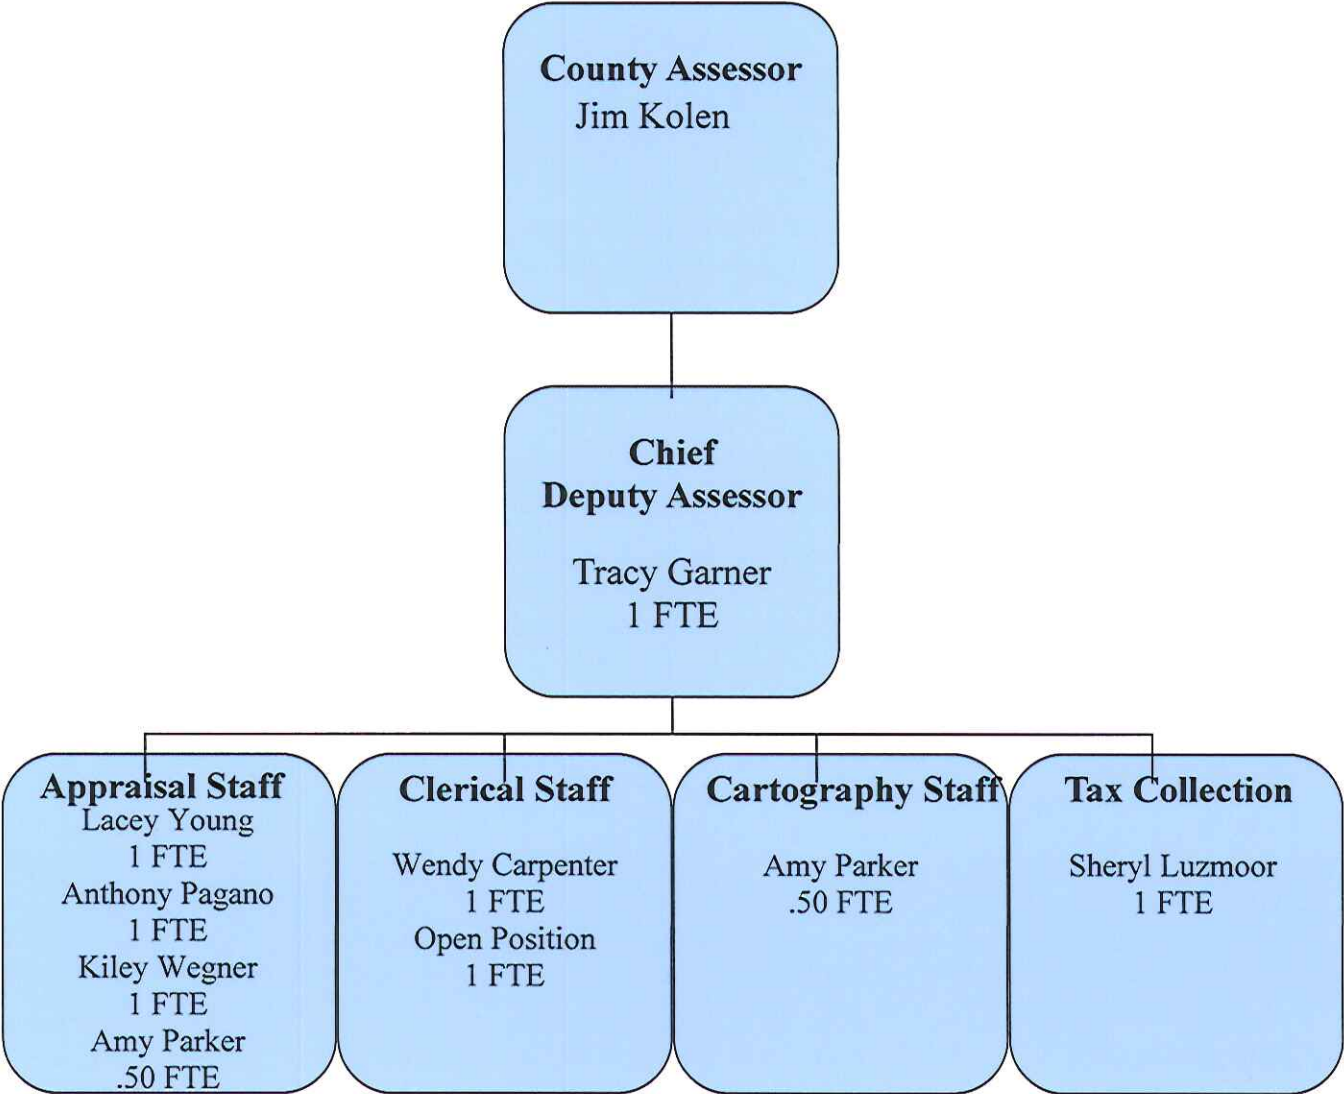 County Assessor
Jim Kolen
Chief
Deputy Assessor
Tracy Garner
1 FTE
Appraisal Staff
Lacey Young
1 FTE
Anthony Pagano
1 FTE
Kiley Wegner
1 FTE
Amy Parker
.50 FTE
Clerical Staff
Wendy Carpenter
1 FTE
Open Position
1 FTE
Cartography Staff
Amy Parker
.50 FTE
Tax Collection
Sheryl Luzmoor
1 FTE